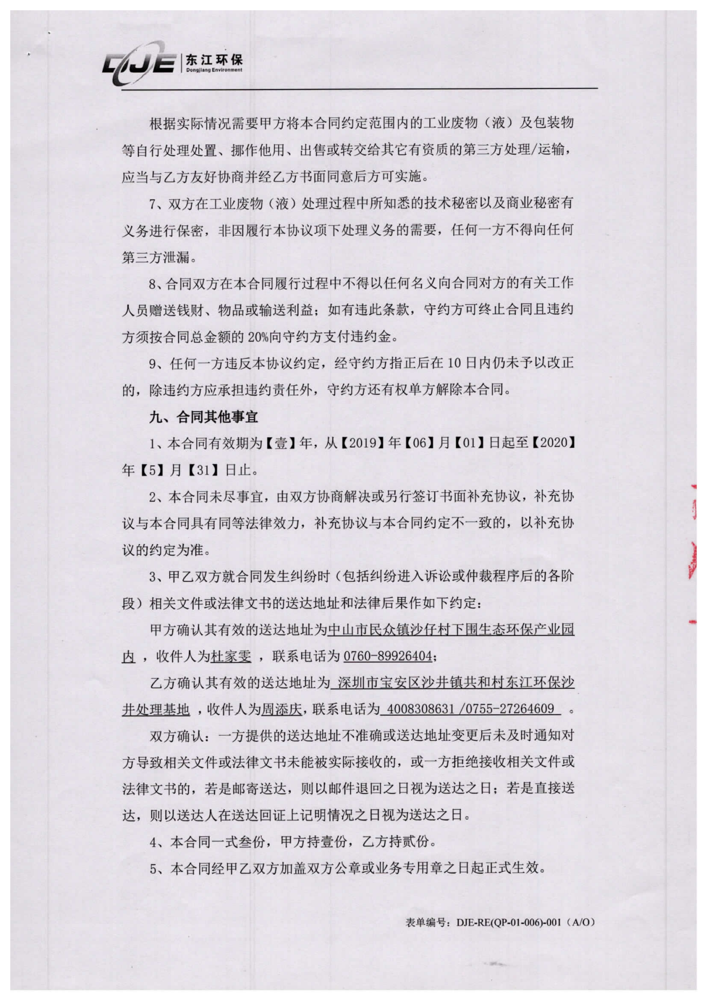 DJE 东江环保
Dongjiang Environment
根据实际情况需要甲方将本合同约定范围内的工业废物（液）及包装物
等自行处理处置、挪作他用、出售或转交给其它有资质的第三方处理/运输，
应当与乙方友好协商并经乙方书面同意后方可实施。
7、双方在工业废物（液）处理过程中所知悉的技术秘密以及商业秘密有
义务进行保密，非因履行本协议项下处理义务的需要，任何一方不得向任何
第三方泄漏。
8、合同双方在本合同履行过程中不得以任何名义向合同对方的有关工作
人员赠送钱财、物品或输送利益；如有违此条款，守约方可终止合同且违约
方须按合同总金额的 20%向守约方支付违约金。
9、任何一方违反本协议约定，经守约方指正后在 10 日内仍未予以改正
的，除违约方应承担违约责任外，守约方还有权单方解除本合同。
九、合同其他事宜
1、本合同有效期为【壹】年，从【2019】年【06】月【01】日起至【2020】
年【5】月【31】日止。
2、本合同未尽事宜，由双方协商解决或另行签订书面补充协议，补充协
议与本合同具有同等法律效力，补充协议与本合同约定不一致的，以补充协
议的约定为准。
3、甲乙双方就合同发生纠纷时（包括纠纷进入诉讼或仲裁程序后的各阶
段）相关文件或法律文书的送达地址和法律后果作如下约定：
甲方确认其有效的送达地址为中山市民众镇沙仔村下围生态环保产业园
内 ，收件人为杜家雯 ，联系电话为 0760-89926404；
乙方确认其有效的送达地址为 深圳市宝安区沙井镇共和村东江环保沙
井处理基地 ，收件人为周添庆，联系电话为 4008308631 /0755-27264609 。
双方确认：一方提供的送达地址不准确或送达地址变更后未及时通知对
方导致相关文件或法律文书未能被实际接收的，或一方拒绝接收相关文件或
法律文书的，若是邮寄送达，则以邮件退回之日视为送达之日；若是直接送
达，则以送达人在送达回证上记明情况之日视为送达之日。
4、本合同一式叁份，甲方持壹份，乙方持贰份。
5、本合同经甲乙双方加盖双方公章或业务专用章之日起正式生效。
表单编号：DJE-RE(QP-01-006)-001（A/O）